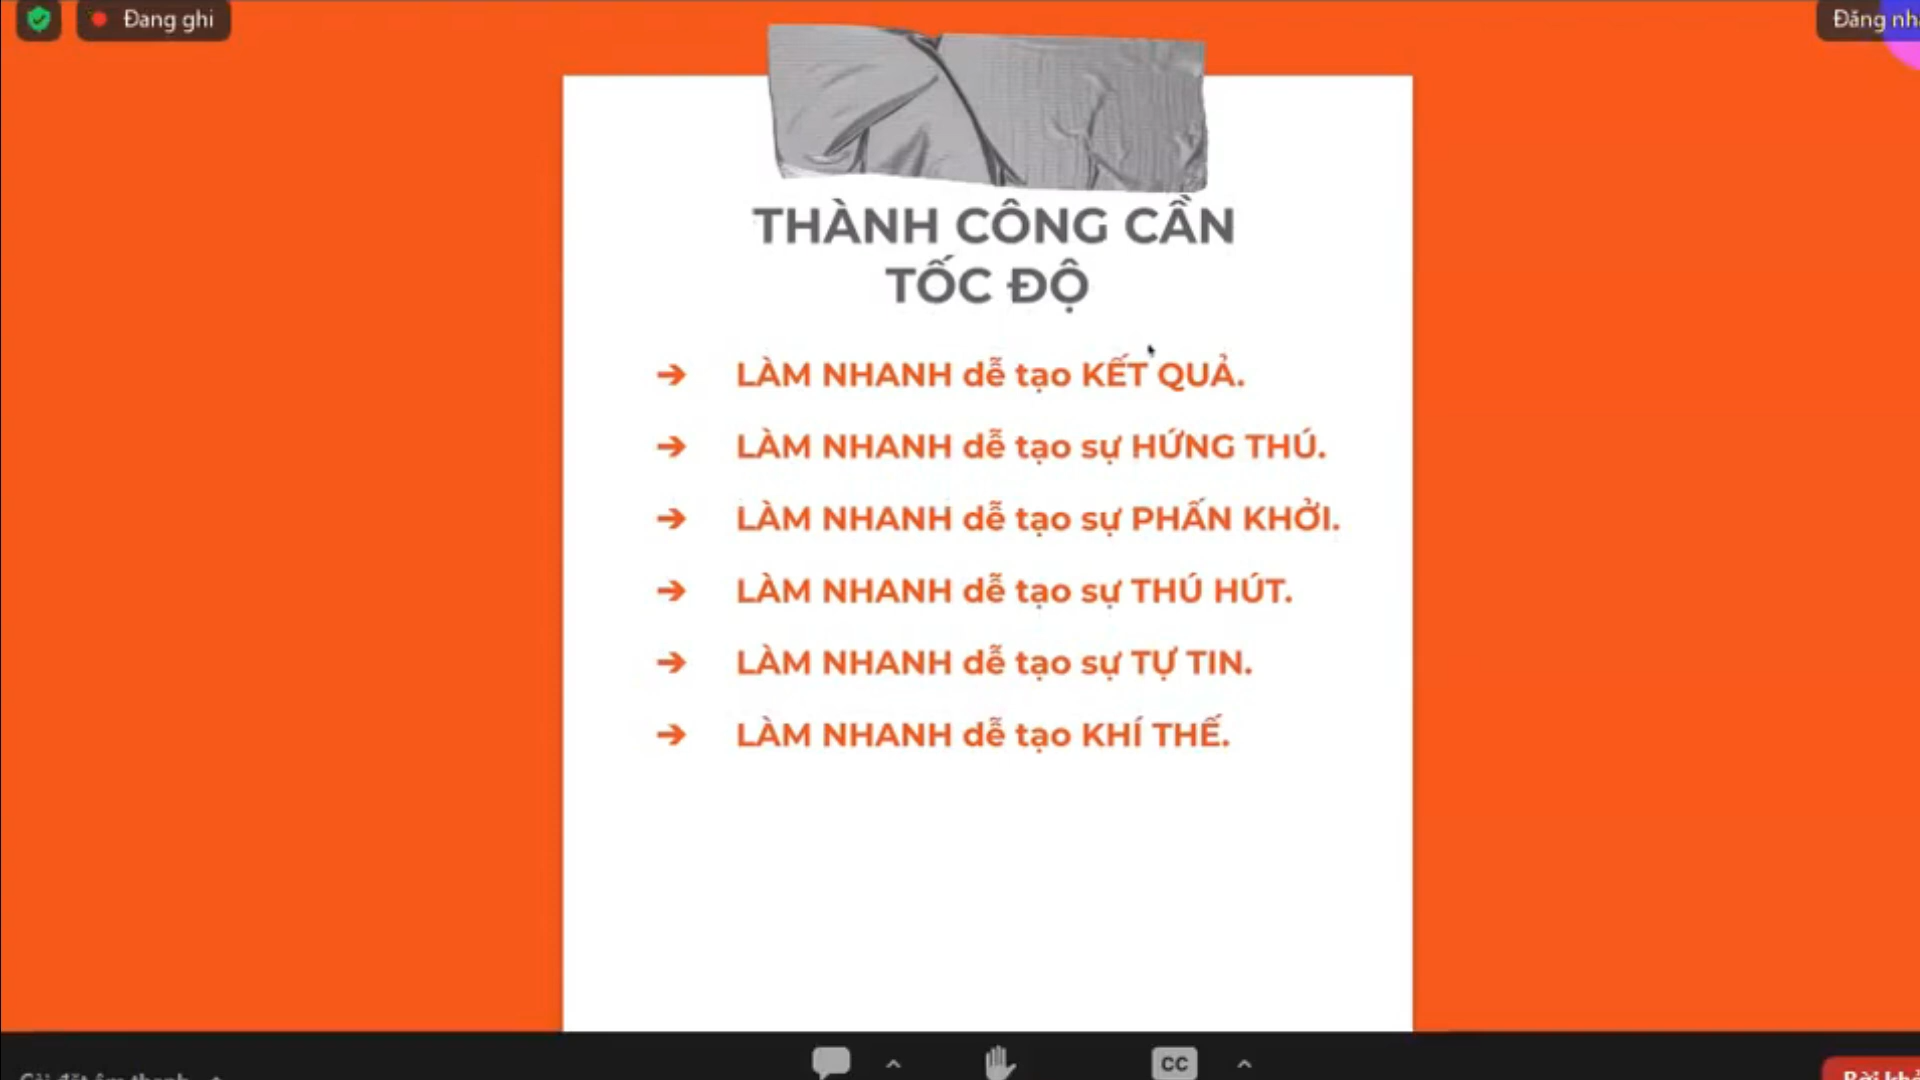 Đang ghi
Đăng
THÀNH CÔNG CẦN
TỐC ĐỘ
➔ LÀM NHANH dễ tạo KẾT QUẢ.
➔ LÀM NHANH dễ tạo sự HỨNG THÚ.
➔ LÀM NHANH dễ tạo sự PHẤN KHỞI.
➔ LÀM NHANH dễ tạo sự THÚ HÚT.
➔ LÀM NHANH dễ tạo sự TỰ TIN.
➔ LÀM NHANH dễ tạo KHÍ THẾ.
CC